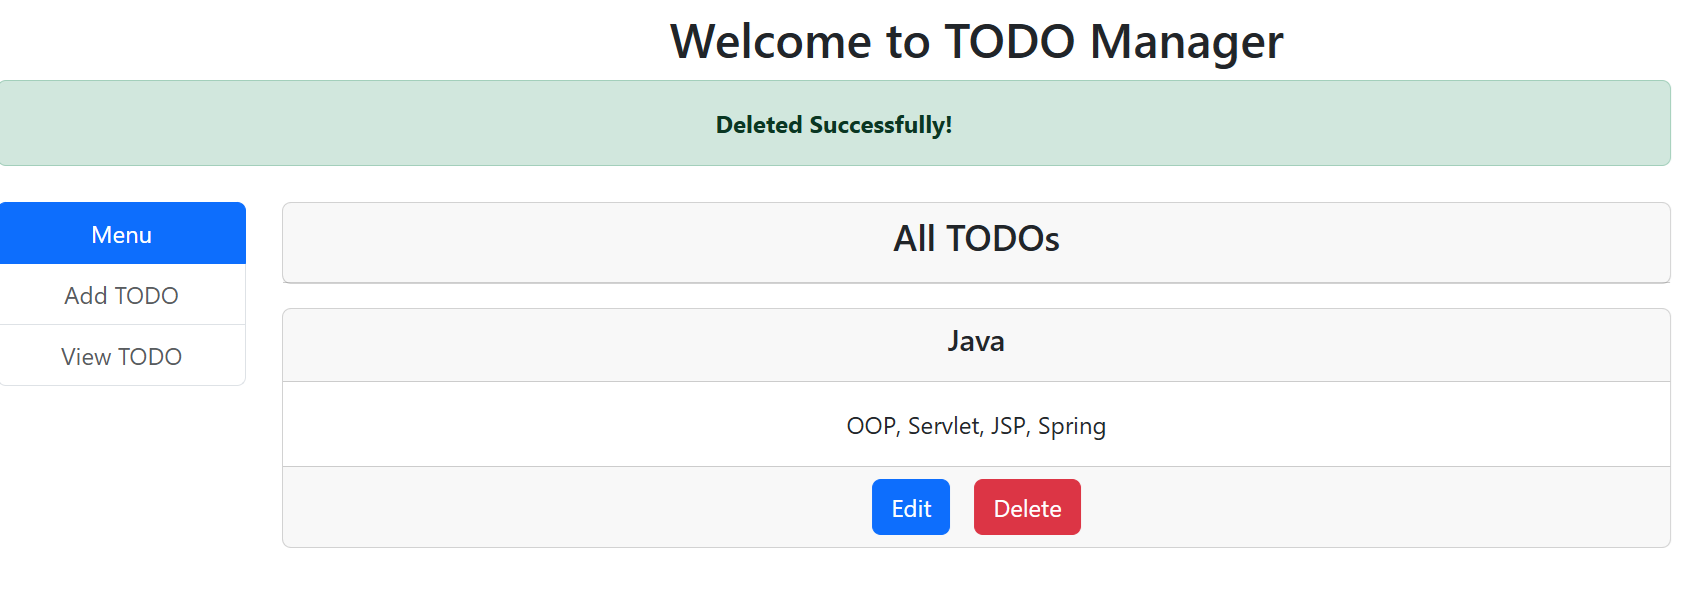 Welcome to TODO Manager
Deleted Successfully!
Menu
Add TODO
View TODO
All TODOs
Java
OOP, Servlet, JSP, Spring
Edit Delete